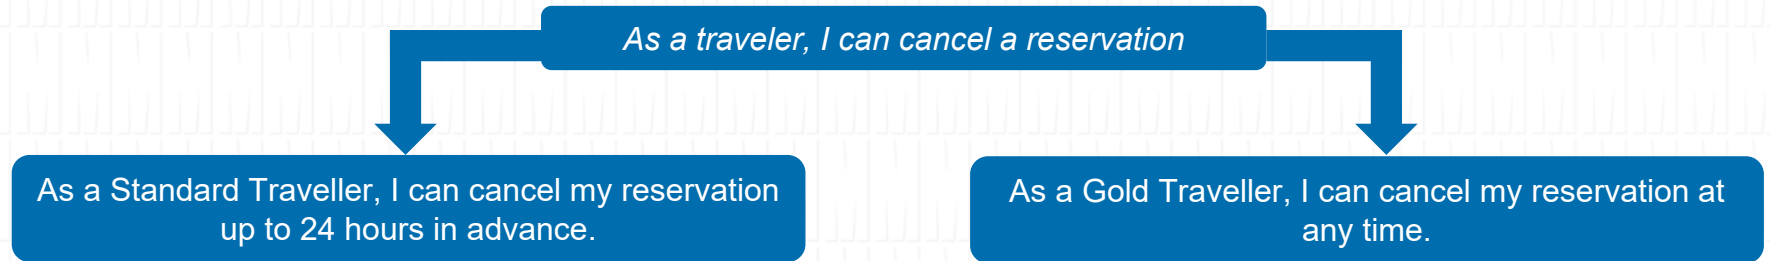 As a traveler, I can cancel a reservation
As a Standard Traveller, I can cancel my reservation
up to 24 hours in advance.
As a Gold Traveller, I can cancel my reservation at
any time.